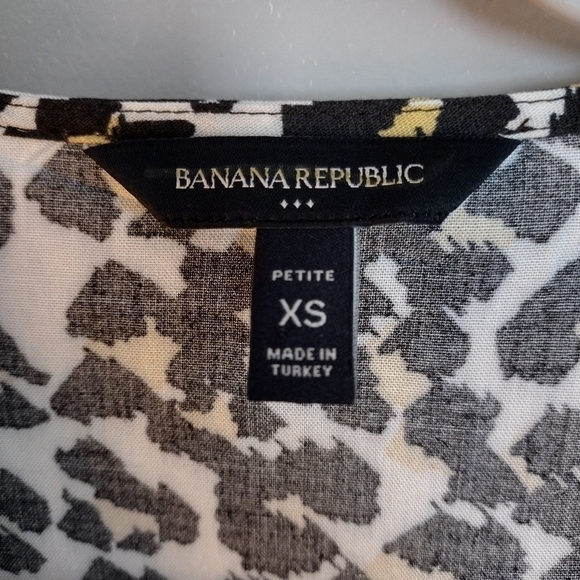 BANANA REPUBLIC
PETITE
XS
MADE IN
TURKEY